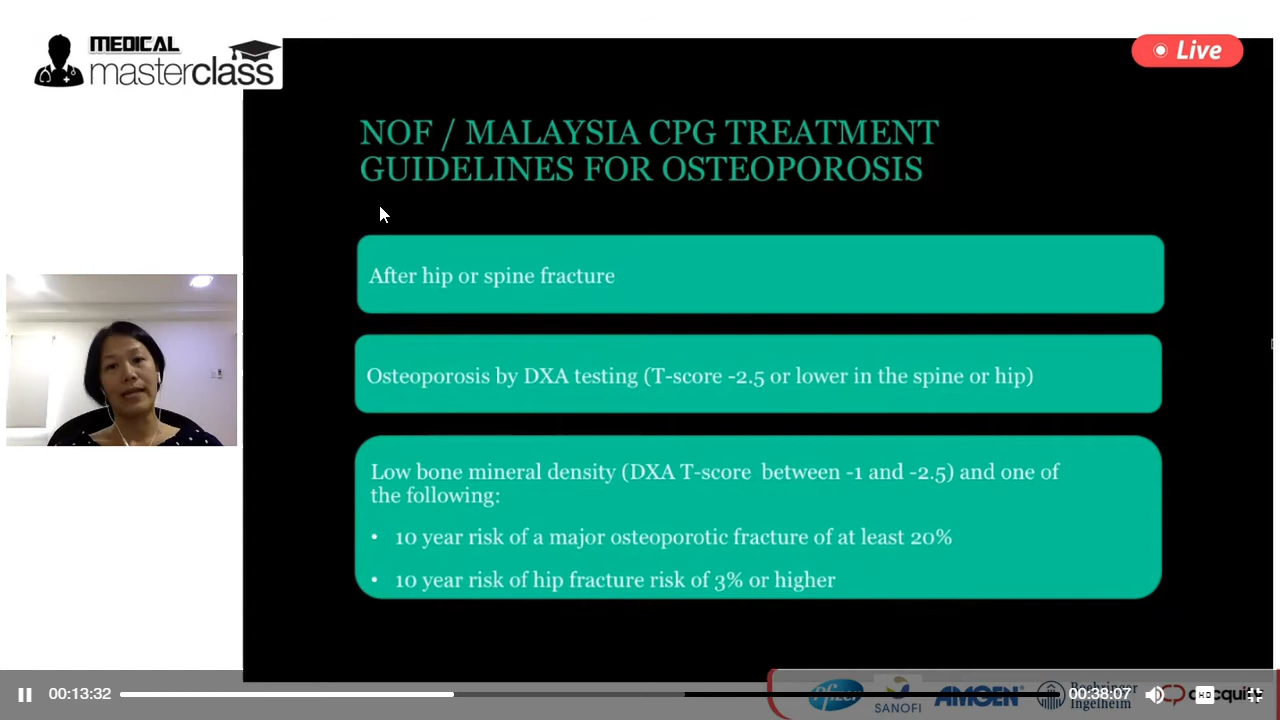 MEDICAL
masterclass
Live
NOF / MALAYSIA CPG TREATMENT
GUIDELINES FOR OSTEOPOROSIS
After hip or spine fracture
Osteoporosis by DXA testing (T-score -2.5 or lower in the spine or hip)
Low bone mineral density (DXA T-score between -1 and -2.5) and one of
the following:
• 10 year risk of a major osteoporotic fracture of at least 20%
• 10 year risk of hip fracture risk of 3% or higher
00:13:32
00:38:07
HD
Pfizer
SANOFI
AMGEN
Boehringer
Ingelheim